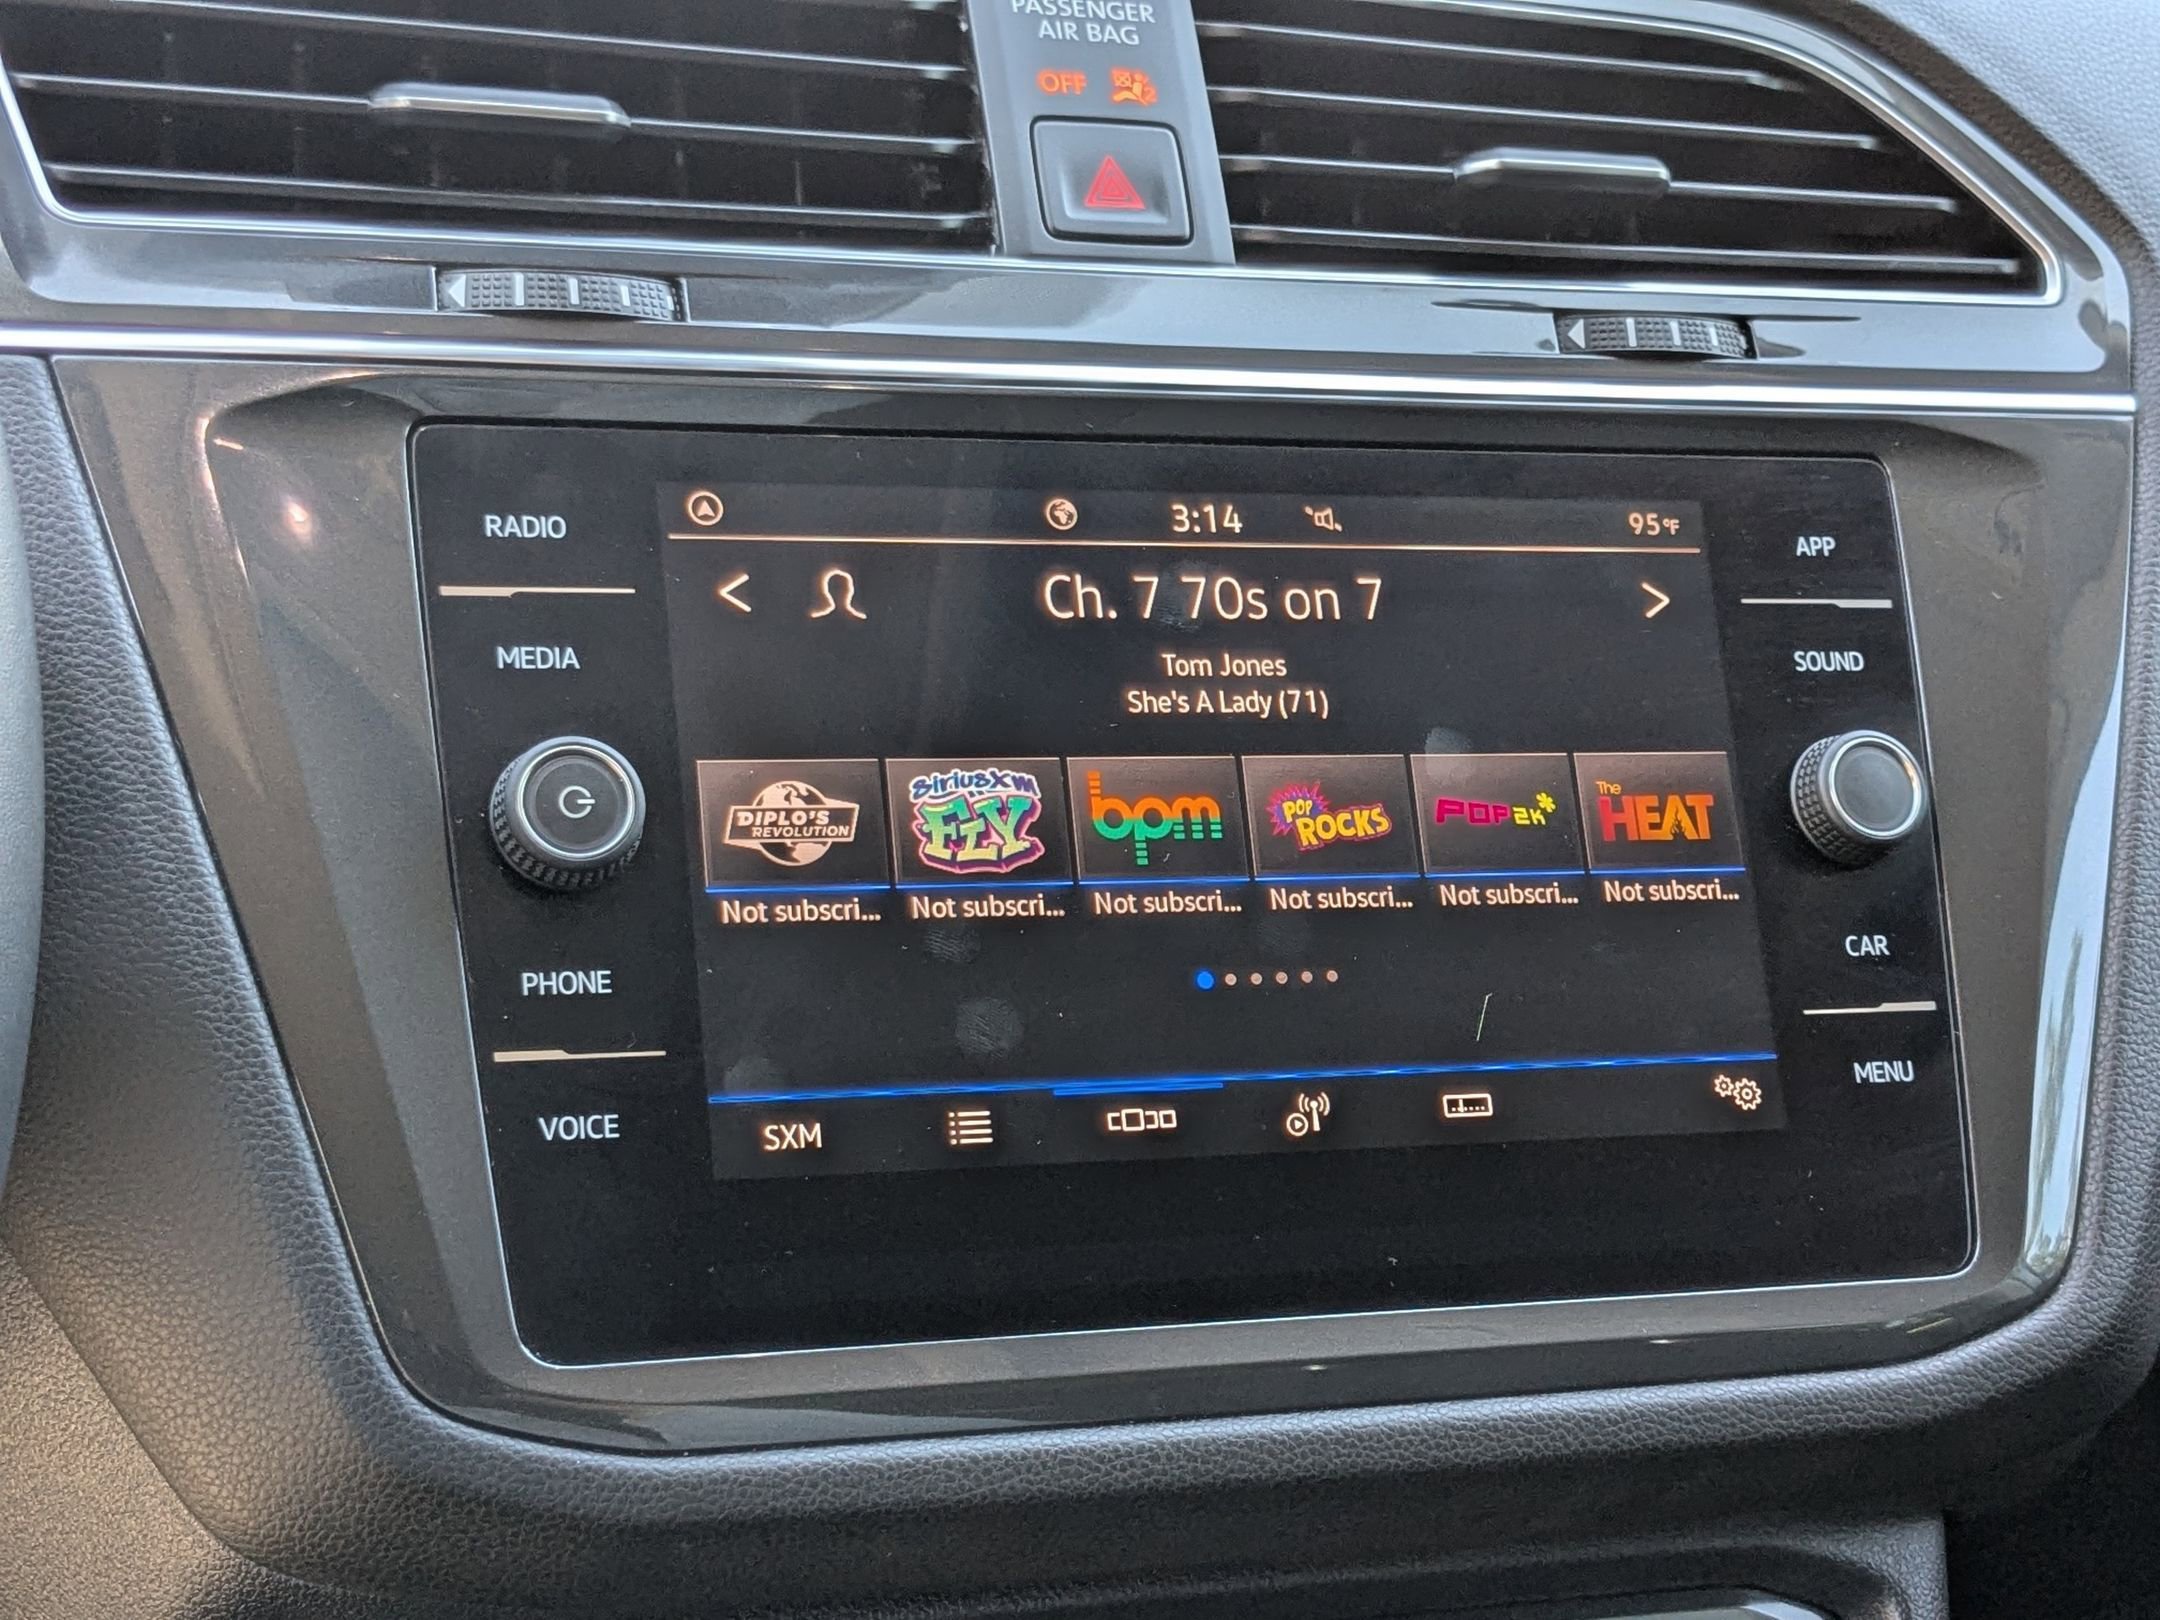 PASSENGER
AIR BAG
OFF
2
RADIO
MEDIA
PHONE
VOICE
3:14
95°F
Ch. 7 70s on 7
Tom Jones
She's A Lady (71)
DIPLO'S
REVOLUTION
SiriusXM
FLY
bpm
POP
ROCKS
POP2K
The
HEAT
Not subscri...
Not subscri...
Not subscri...
Not subscri...
Not subscri...
Not subscri...
SXM
APP
SOUND
CAR
MENU